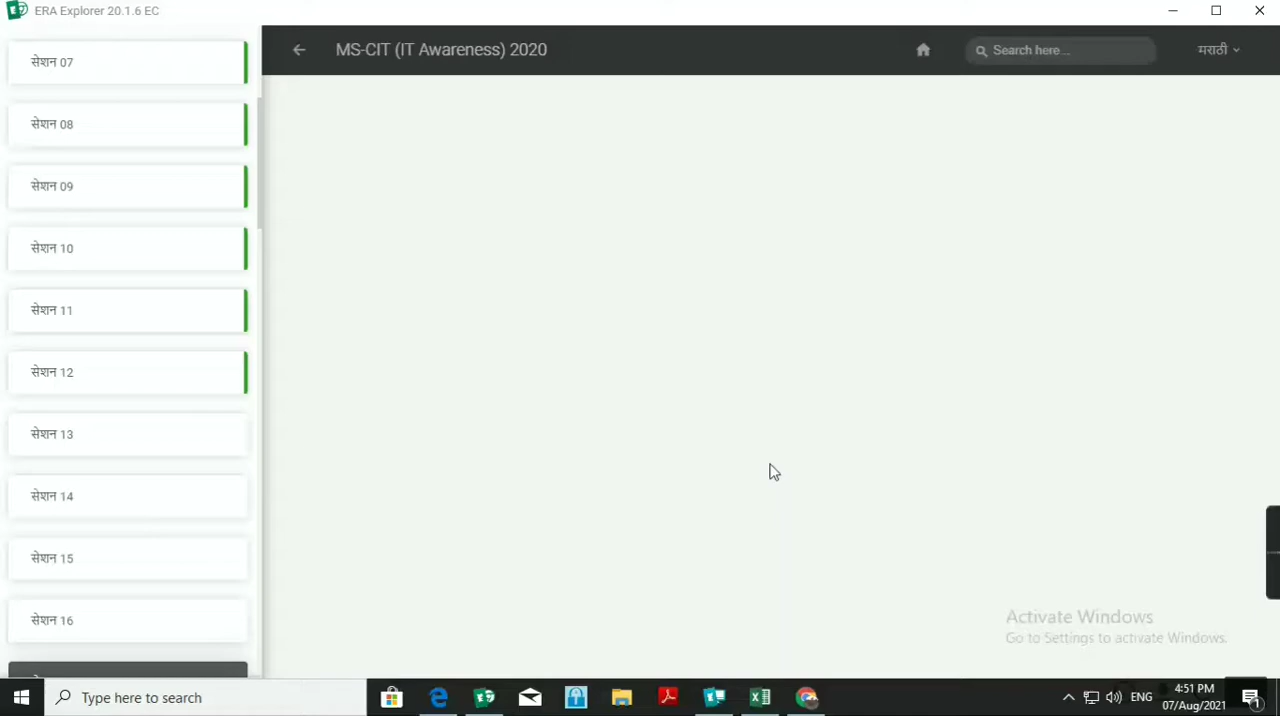 ERA Explorer 20.1.6 EC
MS-CIT (IT Awareness) 2020
Search here...
मराठी
सेशन 07
सेशन 08
सेशन 09
सेशन 10
सेशन 11
सेशन 12
सेशन 13
सेशन 14
सेशन 15
सेशन 16
Activate Windows
Go to Settings to activate Windows.
Type here to search
ENG
4:51 PM
07/Aug/2021
1